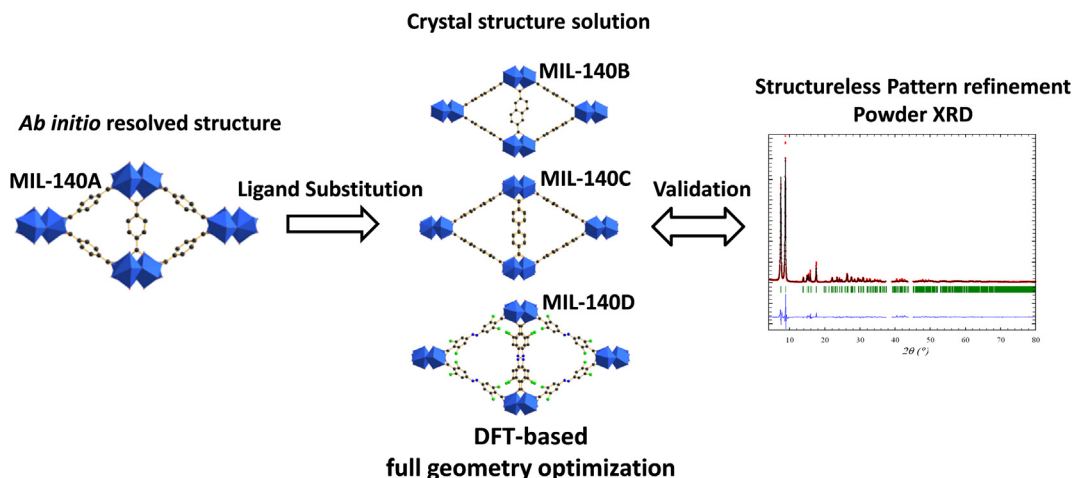 Crystal structure solution
MIL-140B
Structureless Pattern refinement
Powder XRD
Ab initio resolved structure
MIL-140A
Ligand Substitution
MIL-140C
Validation
MIL-140D
10 20 30 40 50 60 70 80
2θ (°)
DFT-based
full geometry optimization